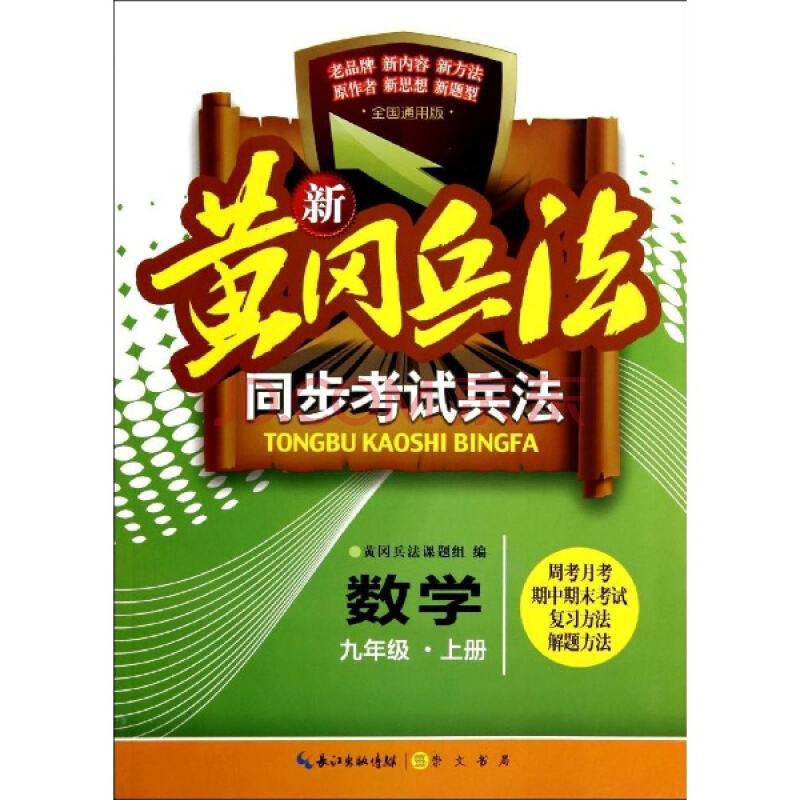 老品牌 新内容 新方法
原作者 新思想 新题型
·全国通用版·
新
黄冈兵法
同步考试兵法
TONGBU KAOSHI BINGFA
黄冈兵法课题组 编
数学
九年级·上册
周考月考
期中期末考试
复习方法
解题方法
长江出版传媒 崇文书局